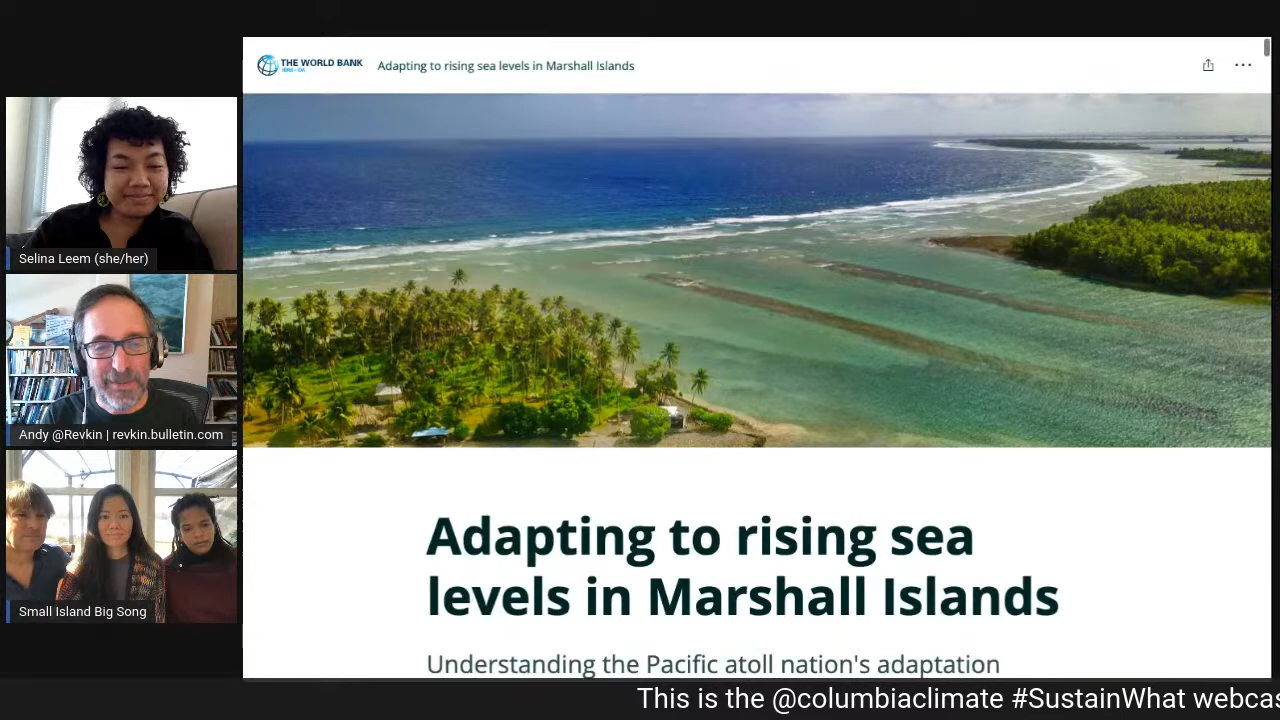 THE WORLD BANK
IBRD • IDA
Adapting to rising sea levels in Marshall Islands
Selina Leem (she/her)
Andy @Revkin | revkin.bulletin.com
Small Island Big Song
Adapting to rising sea
levels in Marshall Islands
Understanding the Pacific atoll nation's adaptation
This is the @columbiaclimate #SustainWhat webcas